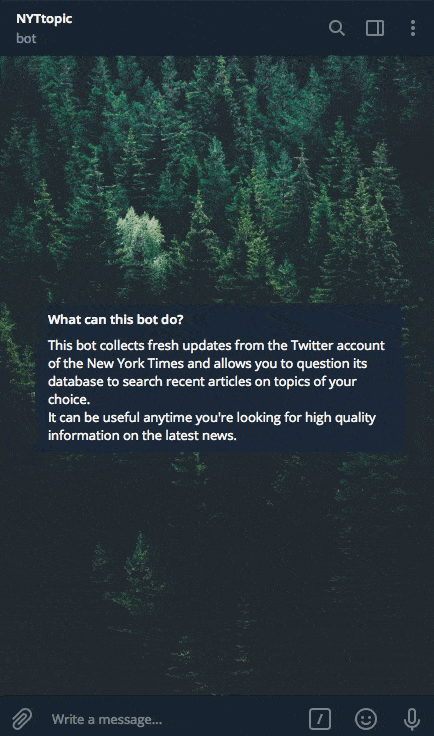 NYTtopic
bot
What can this bot do?
This bot collects fresh updates from the Twitter account
of the New York Times and allows you to question its
database to search recent articles on topics of your
choice.
It can be useful anytime you're looking for high quality
information on the latest news.
Write a message...